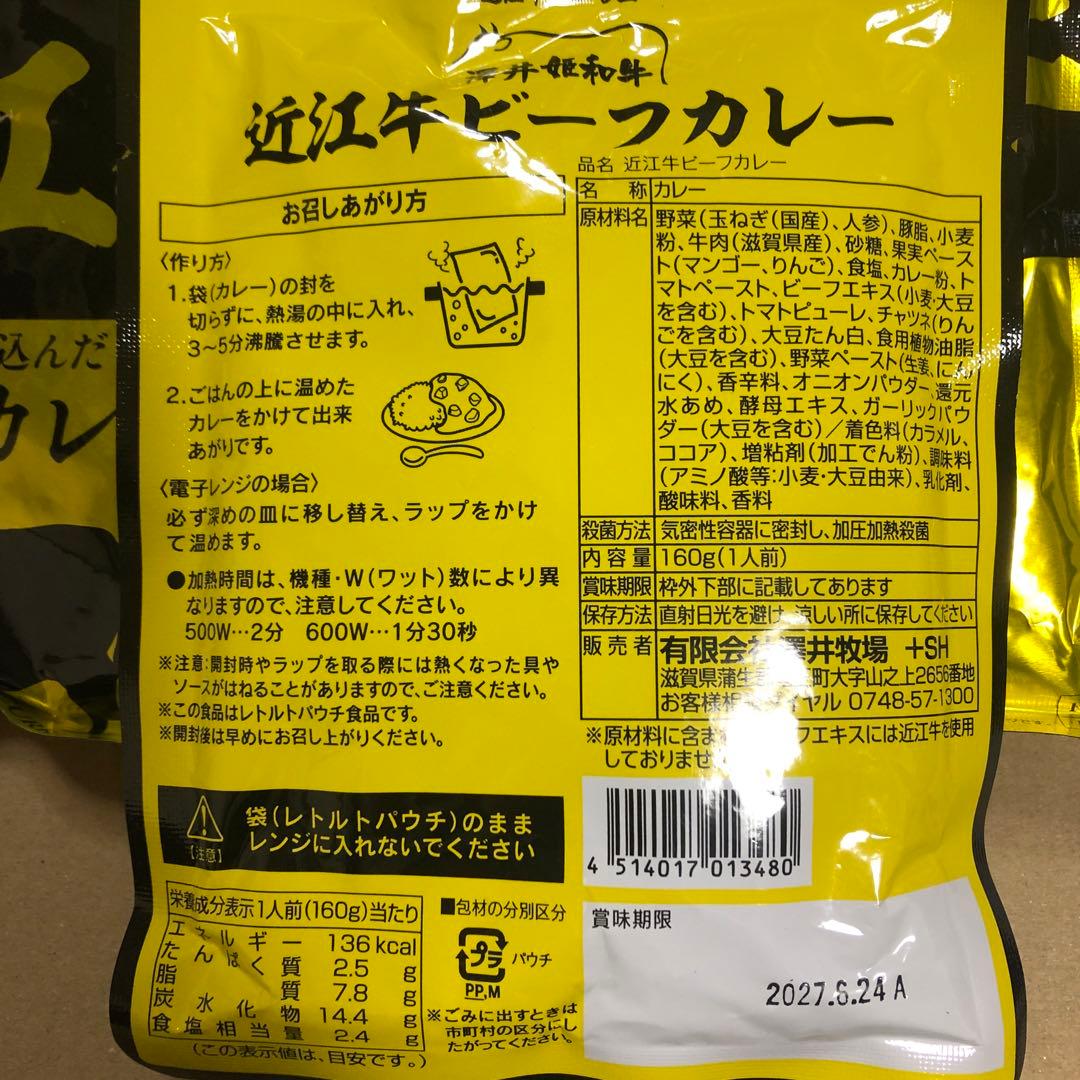 澤井姫和牛
近江牛ビーフカレー
お召しあがり方
〈作り方〉
1.袋(カレー)の封を
切らずに、熱湯の中に入れ、
3~5分沸騰させます。
2.ごはんの上に温めた
カレーをかけて出来
あがりです。
〈電子レンジの場合〉
必ず深めの皿に移し替え、ラップをかけ
て温めます。
●加熱時間は、機種・W(ワット)数により異
なりますので、注意してください。
500W…2分 600W…1分30秒
※注意:開封時やラップを取る際には熱くなった具や
ソースがはねることがありますので、ご注意ください。
※この食品はレトルトパウチ食品です。
※開封後は早めにお召し上がりください。
【注意】
袋(レトルトパウチ)のまま
レンジに入れないでください
栄養成分表示1人前(160g)当たり
エネルギー 136kcal
たんぱく質 2.5 g
脂質 7.8 g
炭水化物 14.4 g
食塩相当量 2.4 g
(この表示値は、目安です。)
■包材の分別区分
プラ パウチ
PP,M
※ごみに出すときは
市町村の区分にし
たがってください。
品名 近江牛ビーフカレー
名称 カレー
原材料名 野菜(玉ねぎ(国産)、人参)、豚脂、小麦
粉、牛肉(滋賀県産)、砂糖、果実ペース
ト(マンゴー、りんご)、食塩、カレー粉、ト
マトペースト、ビーフエキス(小麦・大豆
を含む)、トマトピューレ、チャツネ(りん
ごを含む)、大豆たん白、食用植物油脂
(大豆を含む)、野菜ペースト(生姜、にん
にく)、香辛料、オニオンパウダー、還元
水あめ、酵母エキス、ガーリックパウ
ダー(大豆を含む)/着色料(カラメル、
ココア)、増粘剤(加工でん粉)、調味料
(アミノ酸等:小麦・大豆由来)、乳化剤、
酸味料、香料
殺菌方法 気密性容器に密封し、加圧加熱殺菌
内容量 160g(1人前)
賞味期限 枠外下部に記載してあります
保存方法 直射日光を避け、涼しい所に保存してください
販売者 有限会 澤井牧場 +SH
滋賀県蒲生 町大字山之上2656番地
お客様相 イヤル 0748-57-1300
※原材料に含ま フエキスには近江牛を使用
しておりませ
4 514017 013480
賞味期限
2027.6.24 A
込んだ
カレ